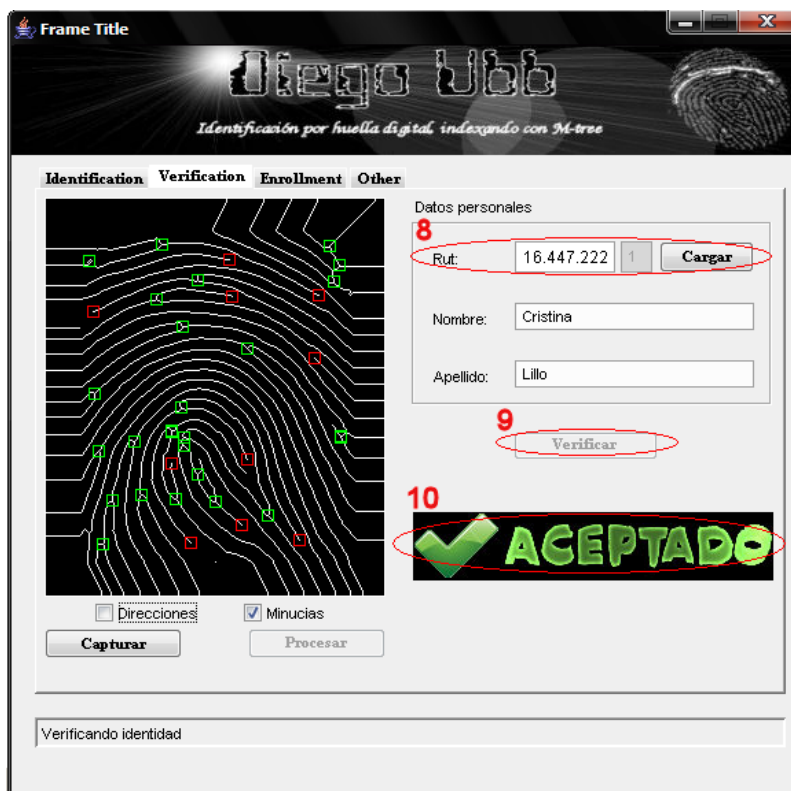 Frame Title
Diego Ubb
Identificación por huella digital, indexando con M-tree
Identification Verification Enrollment Other
Datos personales
8
Rut: 16.447.222 1 Cargar
Nombre: Cristina
Apellido: Lillo
9
Verificar
10
ACEPTADO
Direcciones Minucias
Capturar Procesar
Verificando identidad